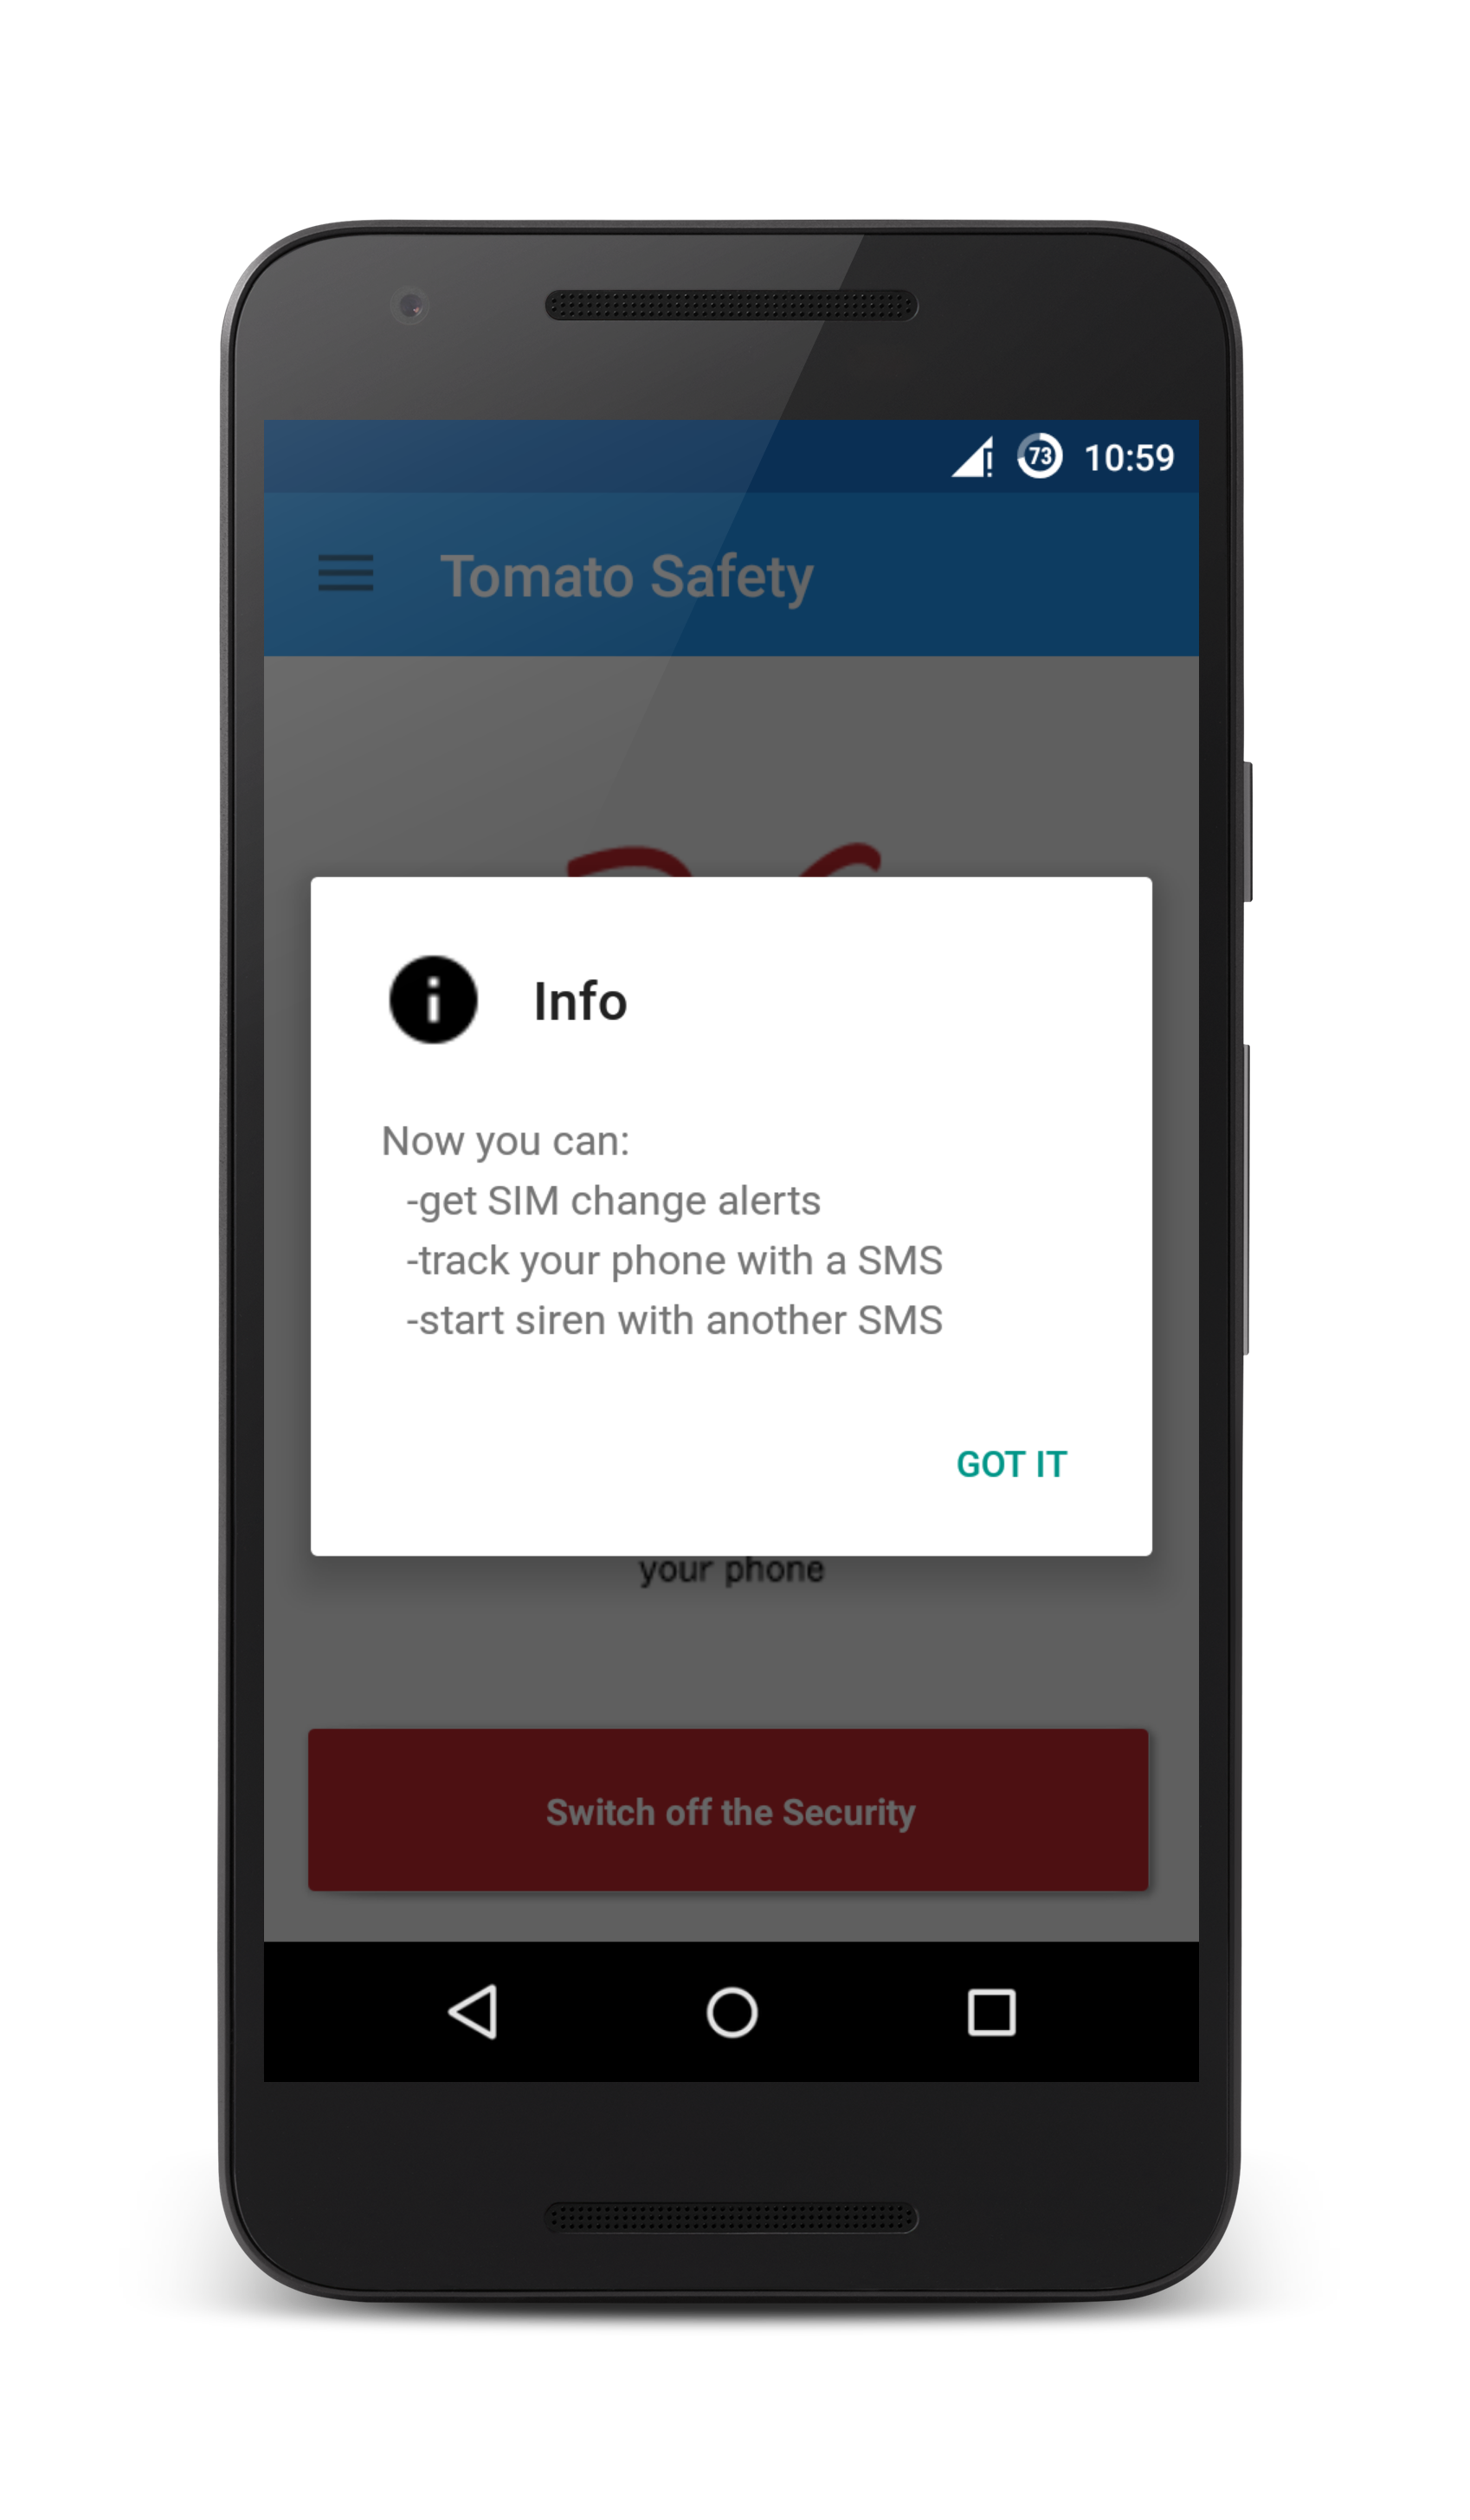 73 10:59
Tomato Safety
Info
Now you can:
-get SIM change alerts
-track your phone with a SMS
-start siren with another SMS
GOT IT
your phone
Switch off the Security